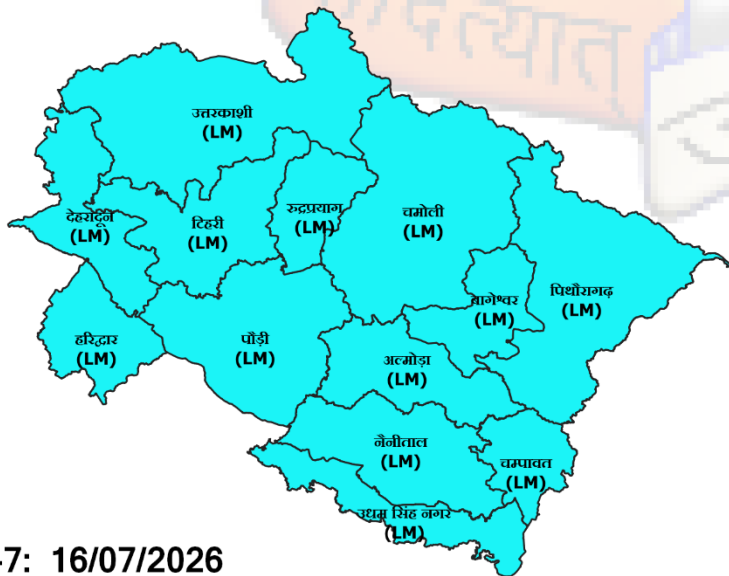 उत्तरकाशी
(LM)
देहरादून
(LM)
टिहरी
(LM)
रुद्रप्रयाग
(LM)
चमोली
(LM)
बागेश्वर
(LM)
पिथौरागढ़
(LM)
हरिद्वार
(LM)
पौड़ी
(LM)
अल्मोड़ा
(LM)
नैनीताल
(LM)
चम्पावत
(LM)
उधम सिंह नगर
(LM)
7: 16/07/2026